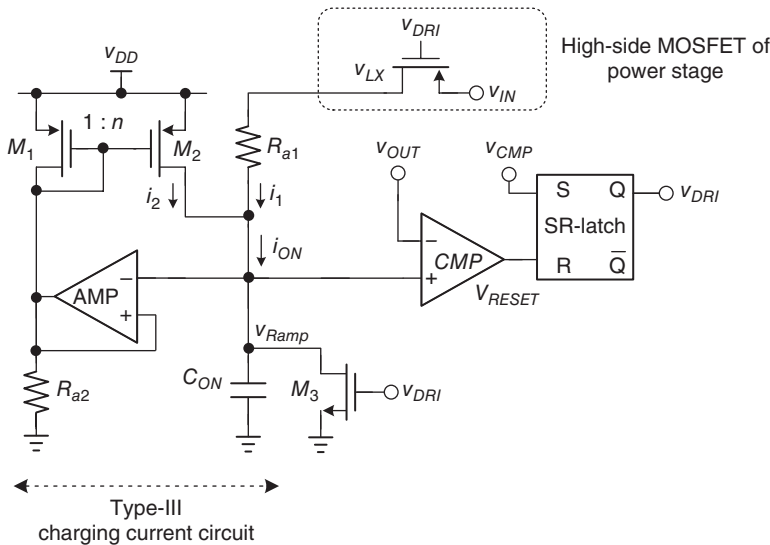 v_DRI
High-side MOSFET of
power stage
v_DD
v_LX
v_IN
1 : n
M_1
M_2
R_a1
v_OUT
v_CMP
S Q
v_DRI
i_2
i_1
SR-latch
i_ON
−
CMP
+
R Q̅
V_RESET
−
AMP
+
v_Ramp
C_ON
M_3
v_DRI
R_a2
Type-III
charging current circuit